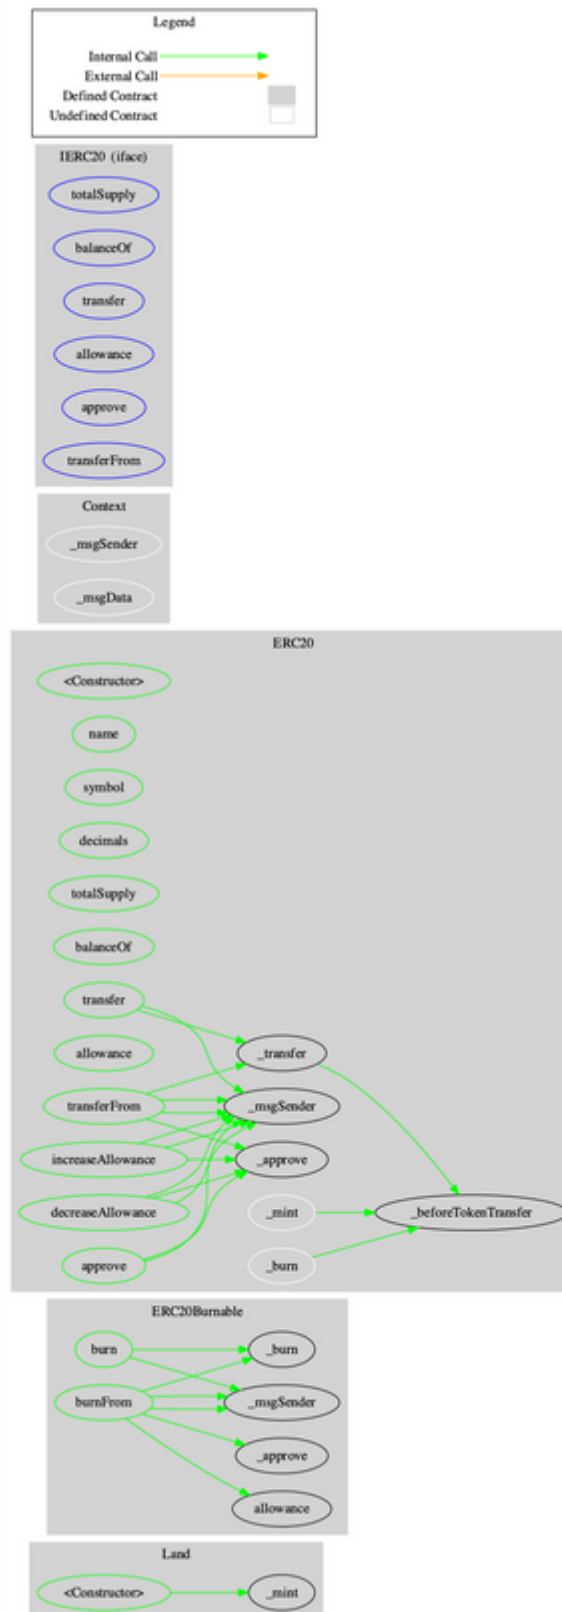 Legend
Internal Call
External Call
Defined Contract
Undefined Contract
IERC20 (iface)
totalSupply
balanceOf
transfer
allowance
approve
transferFrom
Context
_msgSender
_msgData
ERC20
<Constructor>
name
symbol
decimals
totalSupply
balanceOf
transfer
allowance
_transfer
transferFrom
_msgSender
increaseAllowance
_approve
decreaseAllowance
_mint
_beforeTokenTransfer
approve
_burn
ERC20Burnable
burn
_burn
burnFrom
_msgSender
_approve
allowance
Land
<Constructor>
_mint